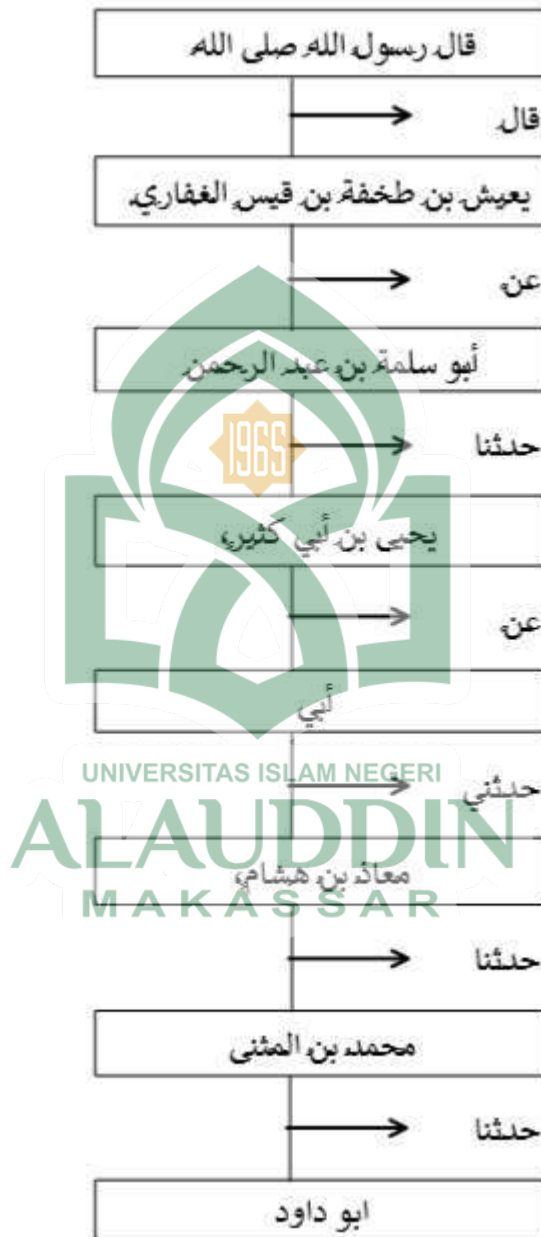 قال رسول الله صلى الله
قال
يعيش بن طخفة بن قيس الغفاري
عن
أبو سلمة بن عبد الرحمن
حدثنا
1965
يحيى بن أبي كثير،
عن
أبي
UNIVERSITAS ISLAM NEGERI
حدثني
ALAUDDIN
معاذ بن هشام،
MAKASSAR
حدثنا
محمد بن المثنى
حدثنا
ابو داود